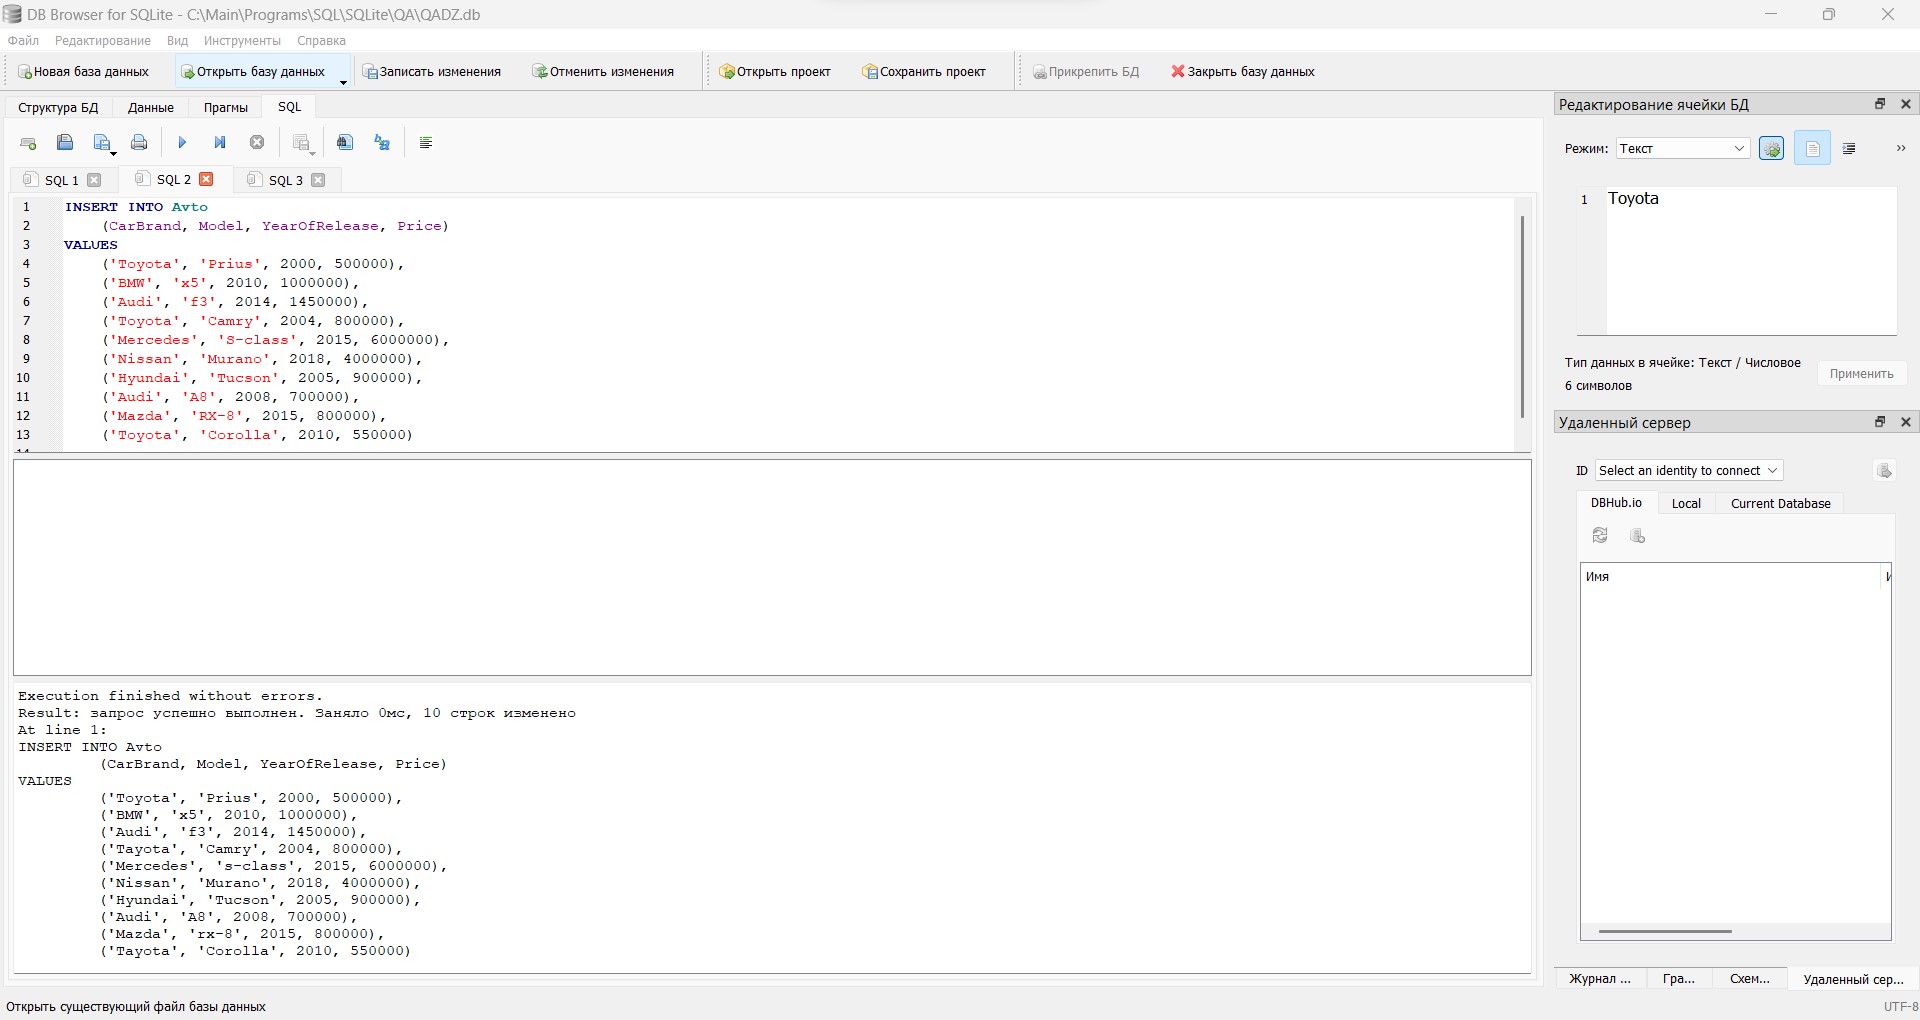 DB Browser for SQLite - C:\Main\Programs\SQL\SQLite\QA\QADZ.db
Файл Редактирование Вид Инструменты Справка
Новая база данных Открыть базу данных Записать изменения Отменить изменения Открыть проект Сохранить проект Прикрепить БД Закрыть базу данных
Структура БД Данные Прагмы SQL
SQL 1 SQL 2 SQL 3
1 INSERT INTO Avto
2 (CarBrand, Model, YearOfRelease, Price)
3 VALUES
4 ('Toyota', 'Prius', 2000, 500000),
5 ('BMW', 'x5', 2010, 1000000),
6 ('Audi', 'f3', 2014, 1450000),
7 ('Toyota', 'Camry', 2004, 800000),
8 ('Mercedes', 'S-class', 2015, 6000000),
9 ('Nissan', 'Murano', 2018, 4000000),
10 ('Hyundai', 'Tucson', 2005, 900000),
11 ('Audi', 'A8', 2008, 700000),
12 ('Mazda', 'RX-8', 2015, 800000),
13 ('Toyota', 'Corolla', 2010, 550000)
Execution finished without errors.
Result: запрос успешно выполнен. Заняло 0мс, 10 строк изменено
At line 1:
INSERT INTO Avto
(CarBrand, Model, YearOfRelease, Price)
VALUES
('Toyota', 'Prius', 2000, 500000),
('BMW', 'x5', 2010, 1000000),
('Audi', 'f3', 2014, 1450000),
('Tayota', 'Camry', 2004, 800000),
('Mercedes', 's-class', 2015, 6000000),
('Nissan', 'Murano', 2018, 4000000),
('Hyundai', 'Tucson', 2005, 900000),
('Audi', 'A8', 2008, 700000),
('Mazda', 'rx-8', 2015, 800000),
('Tayota', 'Corolla', 2010, 550000)
Редактирование ячейки БД
Режим: Текст
1 Toyota
Тип данных в ячейке: Текст / Числовое
6 символов
Применить
Удаленный сервер
ID Select an identity to connect
DBHub.io Local Current Database
Имя
Журнал ... Гра... Схем... Удаленный сер...
Открыть существующий файл базы данных
UTF-8